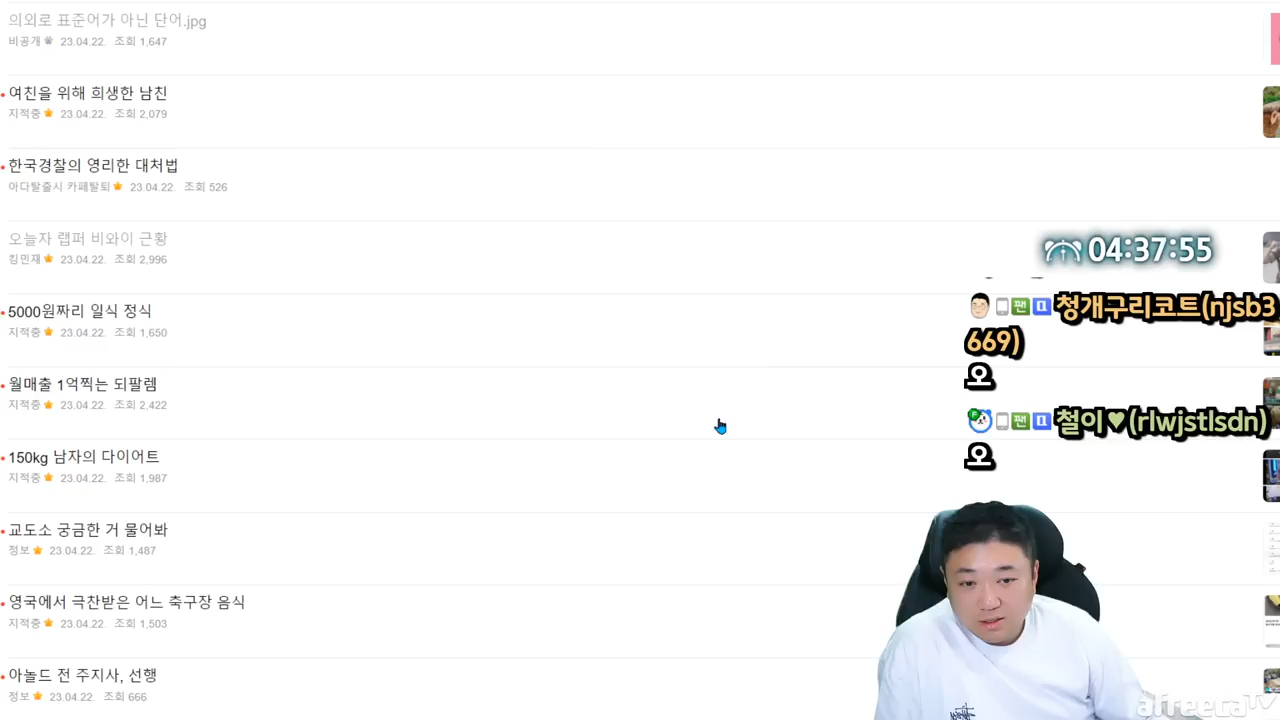 의외로 표준어가 아닌 단어.jpg
비공개 23.04.22. 조회 1,647
여친을 위해 희생한 남친
지적중 23.04.22. 조회 2,079
한국경찰의 영리한 대처법
아다탈출시 카페탈퇴 23.04.22. 조회 526
오늘자 랩퍼 비와이 근황
킹민재 23.04.22. 조회 2,996
5000원짜리 일식 정식
지적중 23.04.22. 조회 1,650
월매출 1억찍는 되팔렘
지적중 23.04.22. 조회 2,422
150kg 남자의 다이어트
지적중 23.04.22. 조회 1,987
교도소 궁금한 거 물어봐
정보 23.04.22. 조회 1,487
영국에서 극찬받은 어느 축구장 음식
지적중 23.04.22. 조회 1,503
아놀드 전 주지사, 선행
정보 23.04.22. 조회 666
04:37:55
팬 청개구리코트(njsb3
669)
오
팬 철이♥(rlwjstlsdn)
오
afreecaTV